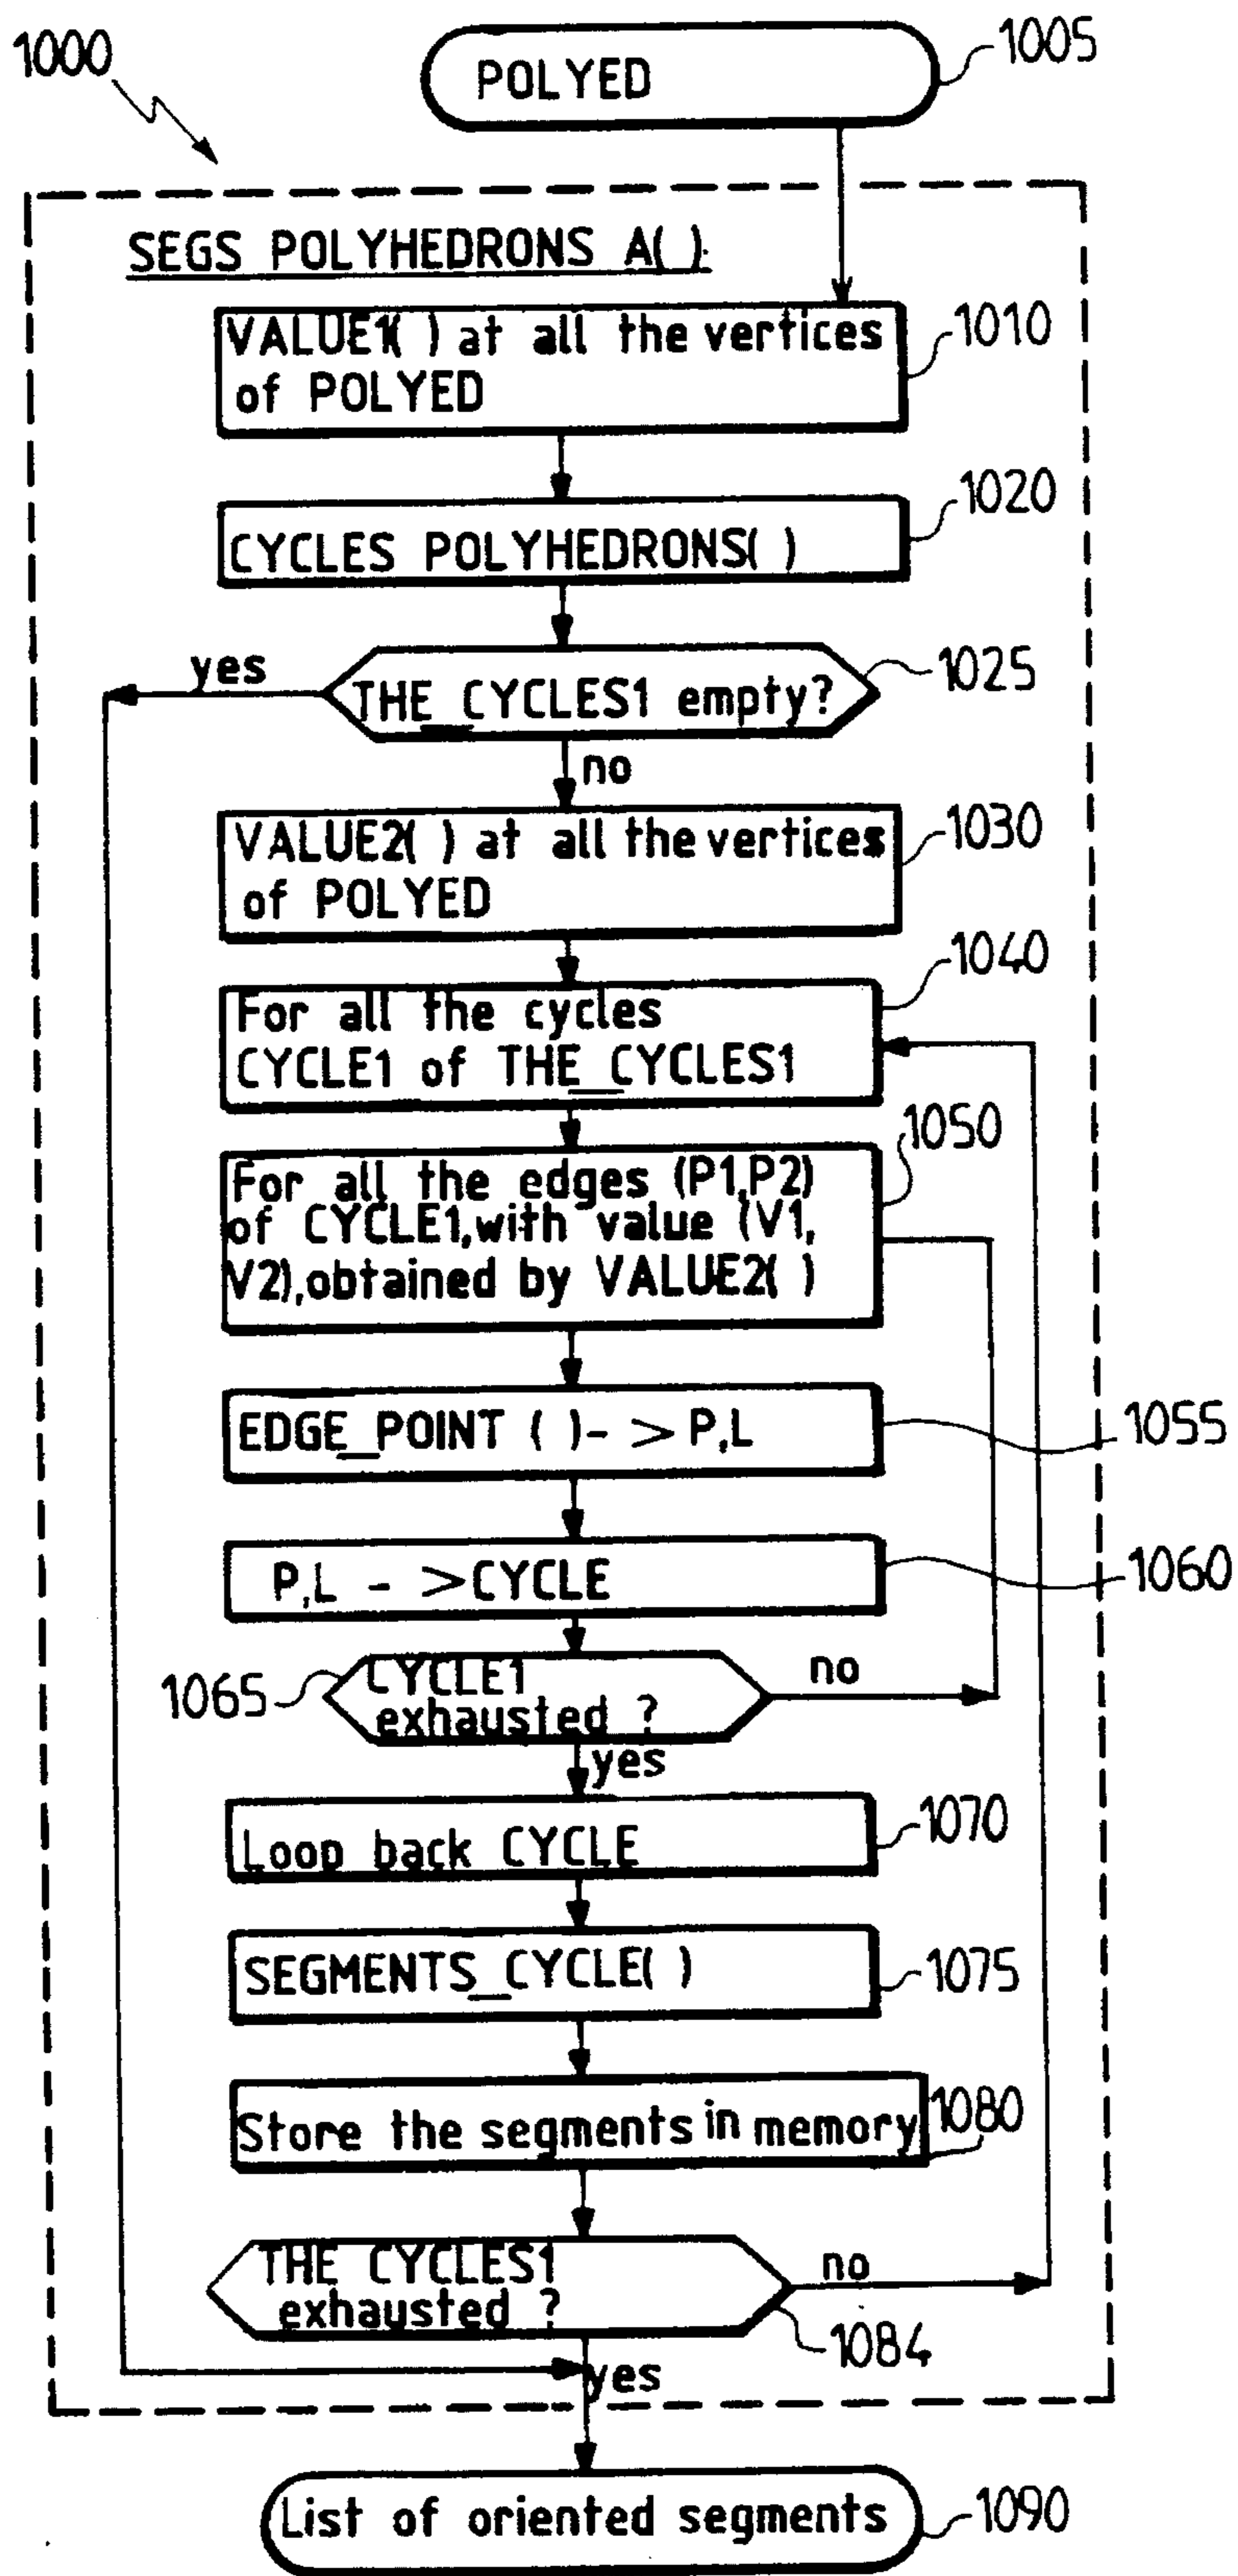 1000
POLYED
1005
SEGS POLYHEDRONS A( ).
VALUE1( ) at all the vertices
of POLYED
1010
CYCLES POLYHEDRONS( )
1020
yes
THE_CYCLES1 empty?
1025
no
VALUE2( ) at all the vertices
of POLYED
1030
For all the cycles
CYCLE1 of THE_CYCLES1
1040
For all the edges (P1,P2)
of CYCLE1,with value (V1,
V2),obtained by VALUE2( )
1050
EDGE_POINT ( )- > P,L
1055
P,L - >CYCLE
1060
1065
CYCLE1
exhausted ?
no
yes
Loop back CYCLE
1070
SEGMENTS_CYCLE( )
1075
Store the segments in memory
1080
THE CYCLES1
exhausted ?
no
1084
yes
List of oriented segments
1090